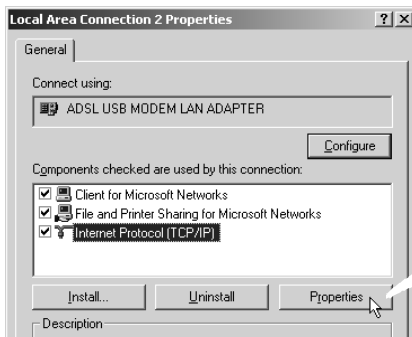 Local Area Connection 2 Properties
General
Connect using:
ADSL USB MODEM LAN ADAPTER
Configure
Components checked are used by this connection:
Client for Microsoft Networks
File and Printer Sharing for Microsoft Networks
Internet Protocol (TCP/IP)
Install... Uninstall Properties
Description